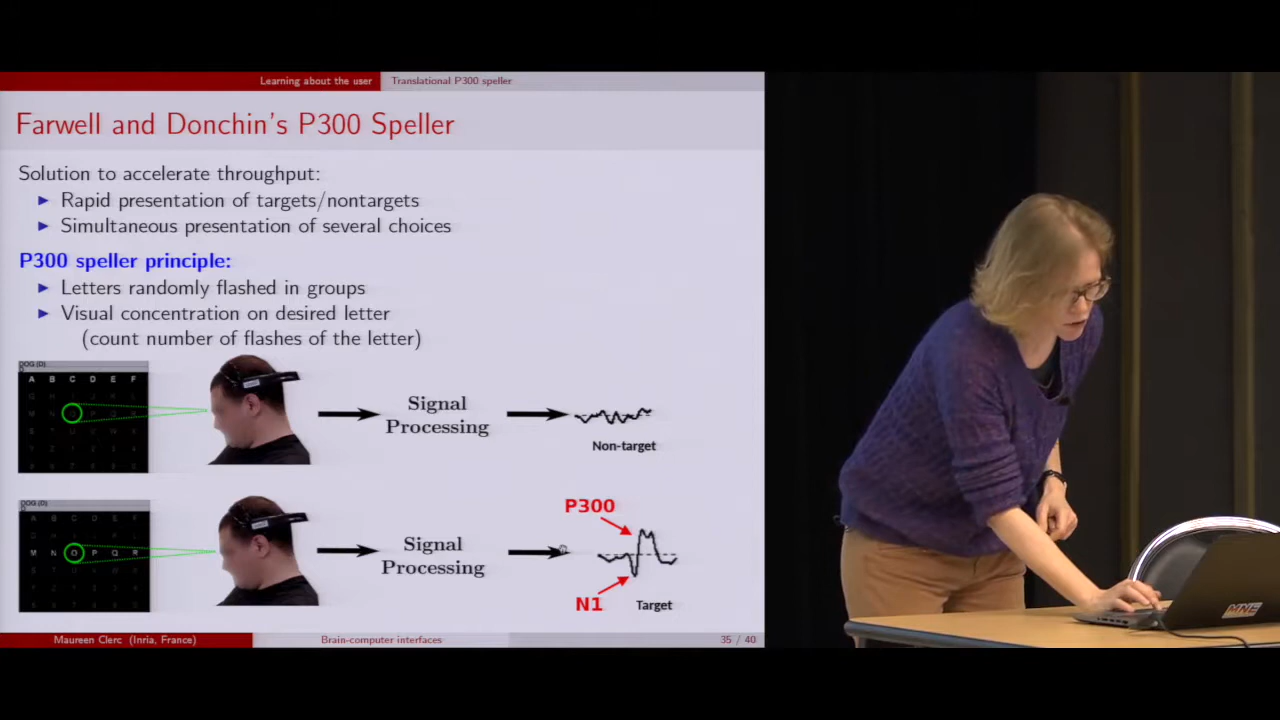 Learning about the user
Translational P300 speller
Farwell and Donchin's P300 Speller
Solution to accelerate throughput:
Rapid presentation of targets/nontargets
Simultaneous presentation of several choices
P300 speller principle:
Letters randomly flashed in groups
Visual concentration on desired letter
(count number of flashes of the letter)
DOG (D)
A B C D E F
Signal
Processing
Non-target
DOG (D)
M N O P Q R
Signal
Processing
P300
N1
Target
Maureen Clerc (Inria, France)
Brain-computer interfaces
35 / 40
MNE